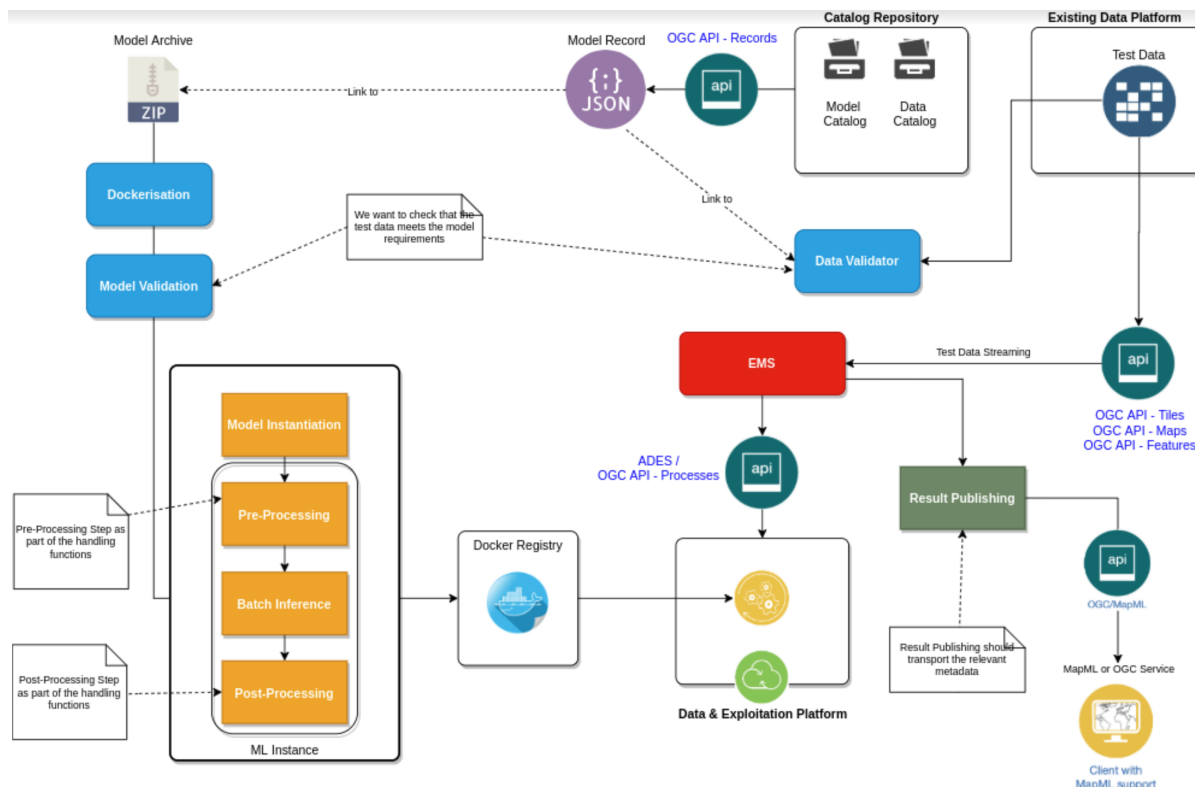 Catalog Repository
Existing Data Platform
Model Archive
Model Record
OGC API - Records
Test Data
{;}
JSON
api
ZIP
Link to
Model
Catalog
Data
Catalog
Dockerisation
We want to check that the
test data meets the model
requirements
Link to
Model Validation
Data Validator
EMS
Test Data Streaming
api
OGC API - Tiles
OGC API - Maps
OGC API - Features
Model Instantiation
ADES /
OGC API - Processes
api
Pre-Processing Step as
part of the handling
functions
Pre-Processing
Result Publishing
Docker Registry
api
OGC/MapML
Batch Inference
Post-Processing Step
as part of the handling
functions
Post-Processing
Result Publishing should
transport the relevant
metadata
MapML or OGC Service
Data & Exploitation Platform
ML Instance
Client with
MapML support